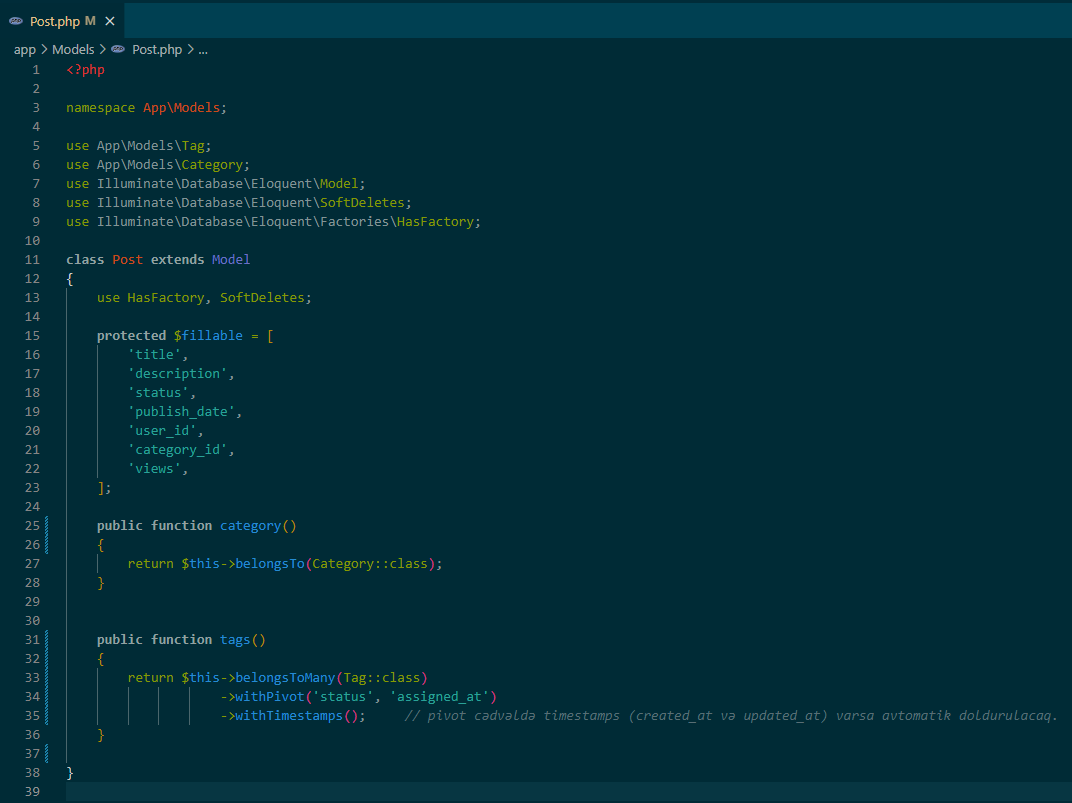 Post.php M ×
app > Models > Post.php > ...
1 <?php
2
3 namespace App\Models;
4
5 use App\Models\Tag;
6 use App\Models\Category;
7 use Illuminate\Database\Eloquent\Model;
8 use Illuminate\Database\Eloquent\SoftDeletes;
9 use Illuminate\Database\Eloquent\Factories\HasFactory;
10
11 class Post extends Model
12 {
13     use HasFactory, SoftDeletes;
14
15     protected $fillable = [
16         'title',
17         'description',
18         'status',
19         'publish_date',
20         'user_id',
21         'category_id',
22         'views',
23     ];
24
25     public function category()
26     {
27         return $this->belongsTo(Category::class);
28     }
29
30
31     public function tags()
32     {
33         return $this->belongsToMany(Tag::class)
34                     ->withPivot('status', 'assigned_at')
35                     ->withTimestamps();     // pivot cədvəldə timestamps (created_at və updated_at) varsa avtomatik doldurulacaq.
36     }
37
38 }
39